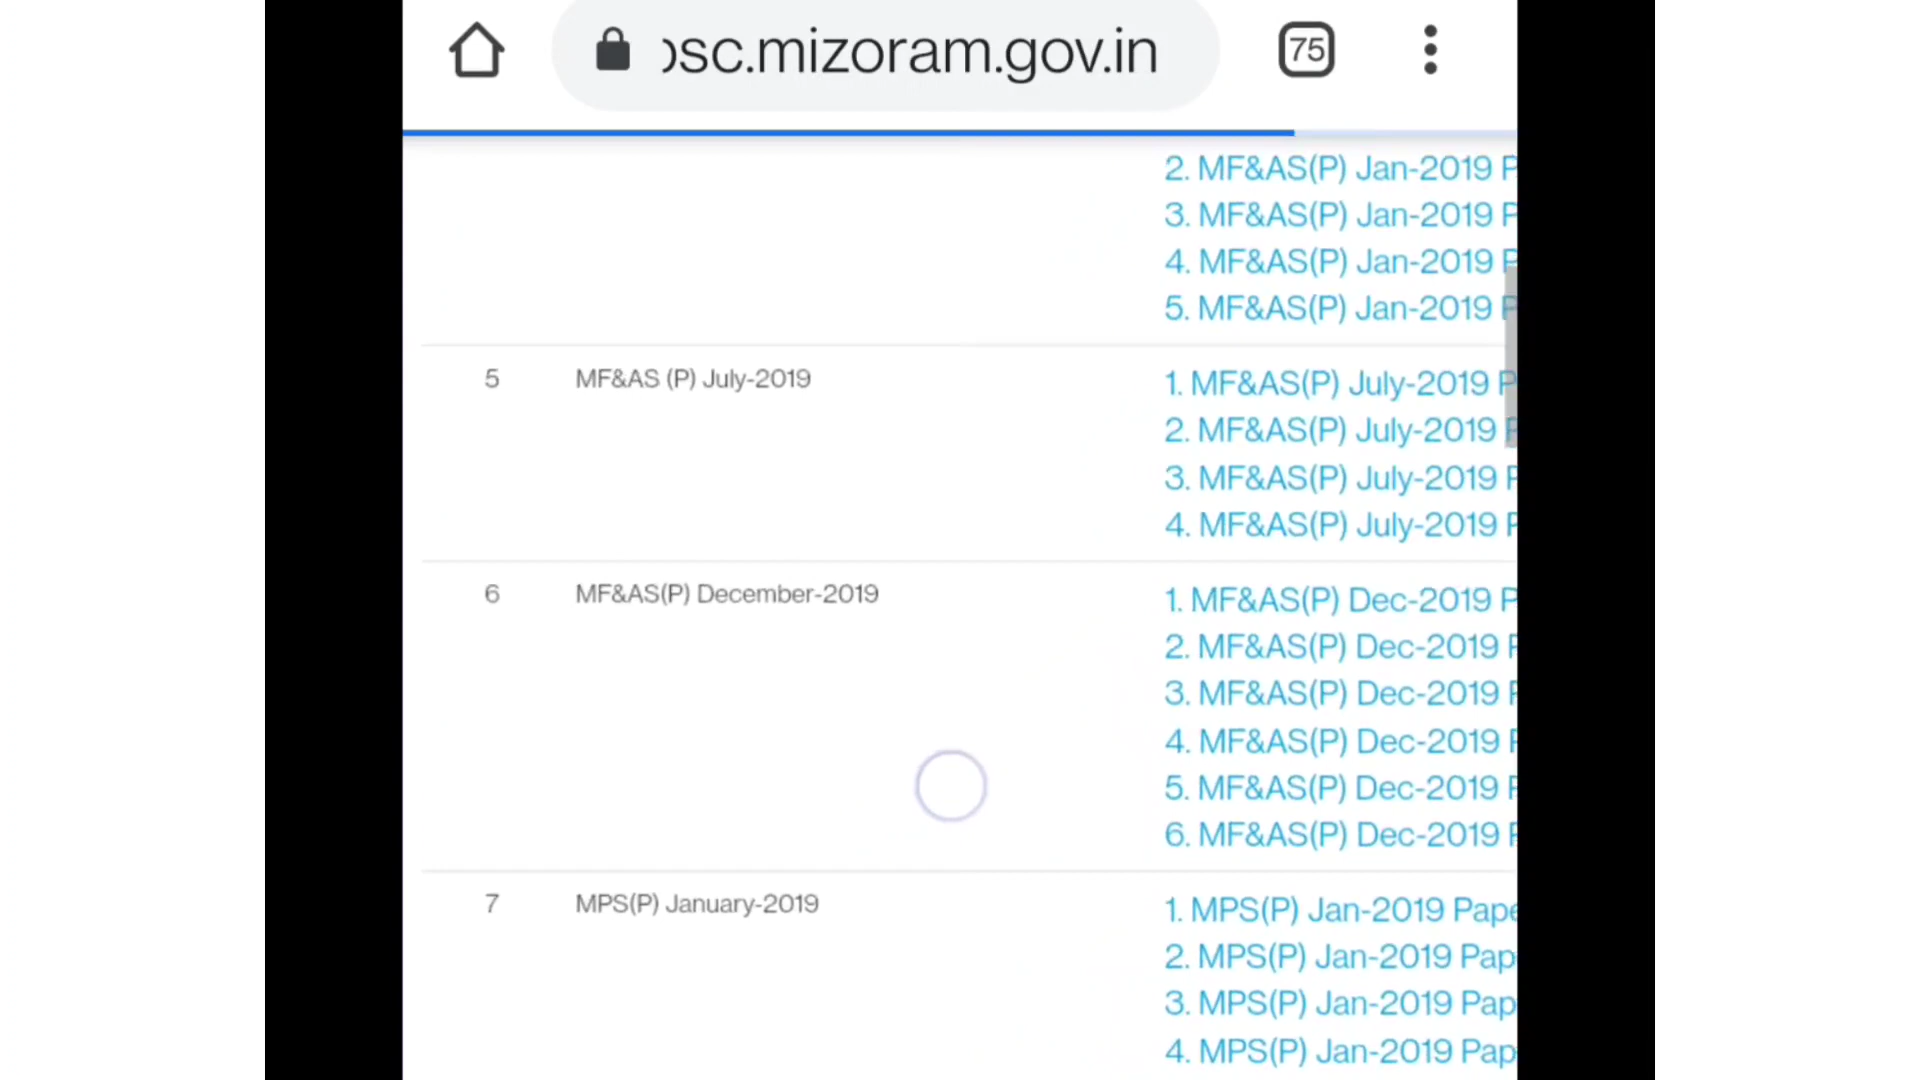 psc.mizoram.gov.in
75
2. MF&AS(P) Jan-2019 P
3. MF&AS(P) Jan-2019 P
4. MF&AS(P) Jan-2019 P
5. MF&AS(P) Jan-2019 P
5 MF&AS (P) July-2019
1. MF&AS(P) July-2019 P
2. MF&AS(P) July-2019 P
3. MF&AS(P) July-2019 P
4. MF&AS(P) July-2019 P
6 MF&AS(P) December-2019
1. MF&AS(P) Dec-2019 P
2. MF&AS(P) Dec-2019 P
3. MF&AS(P) Dec-2019 P
4. MF&AS(P) Dec-2019 P
5. MF&AS(P) Dec-2019 P
6. MF&AS(P) Dec-2019 P
7 MPS(P) January-2019
1. MPS(P) Jan-2019 Pape
2. MPS(P) Jan-2019 Pap
3. MPS(P) Jan-2019 Pap
4. MPS(P) Jan-2019 Pap